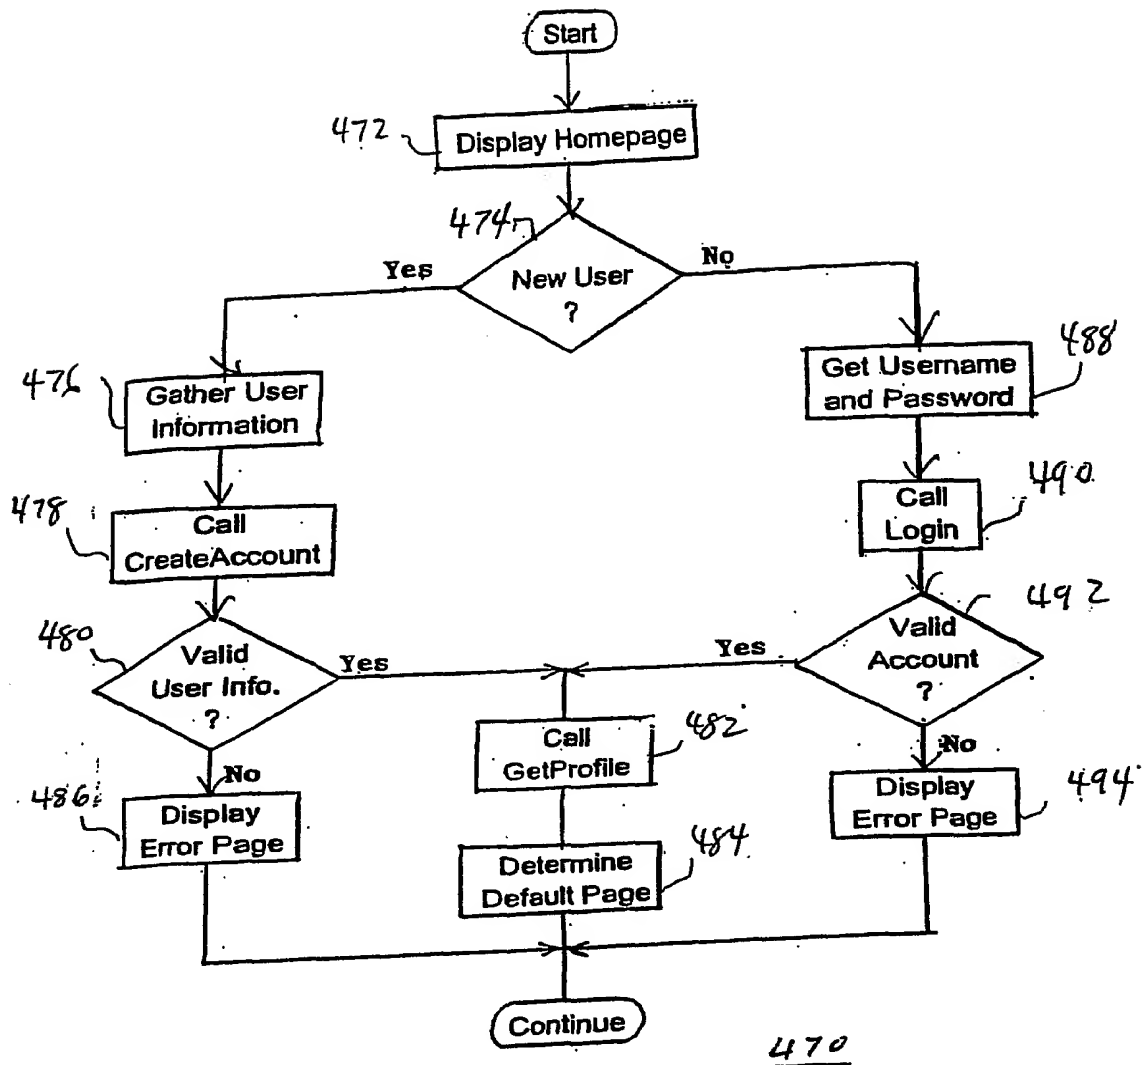 Start
472
Display Homepage
474
Yes
New User
?
No
476
Gather User
Information
488
Get Username
and Password
478
Call
CreateAccount
490
Call
Login
480
Valid
User Info.
?
Yes
Yes
492
Valid
Account
?
Call
GetProfile
482
No
No
486
Display
Error Page
494
Display
Error Page
Determine
Default Page
484
Continue
470